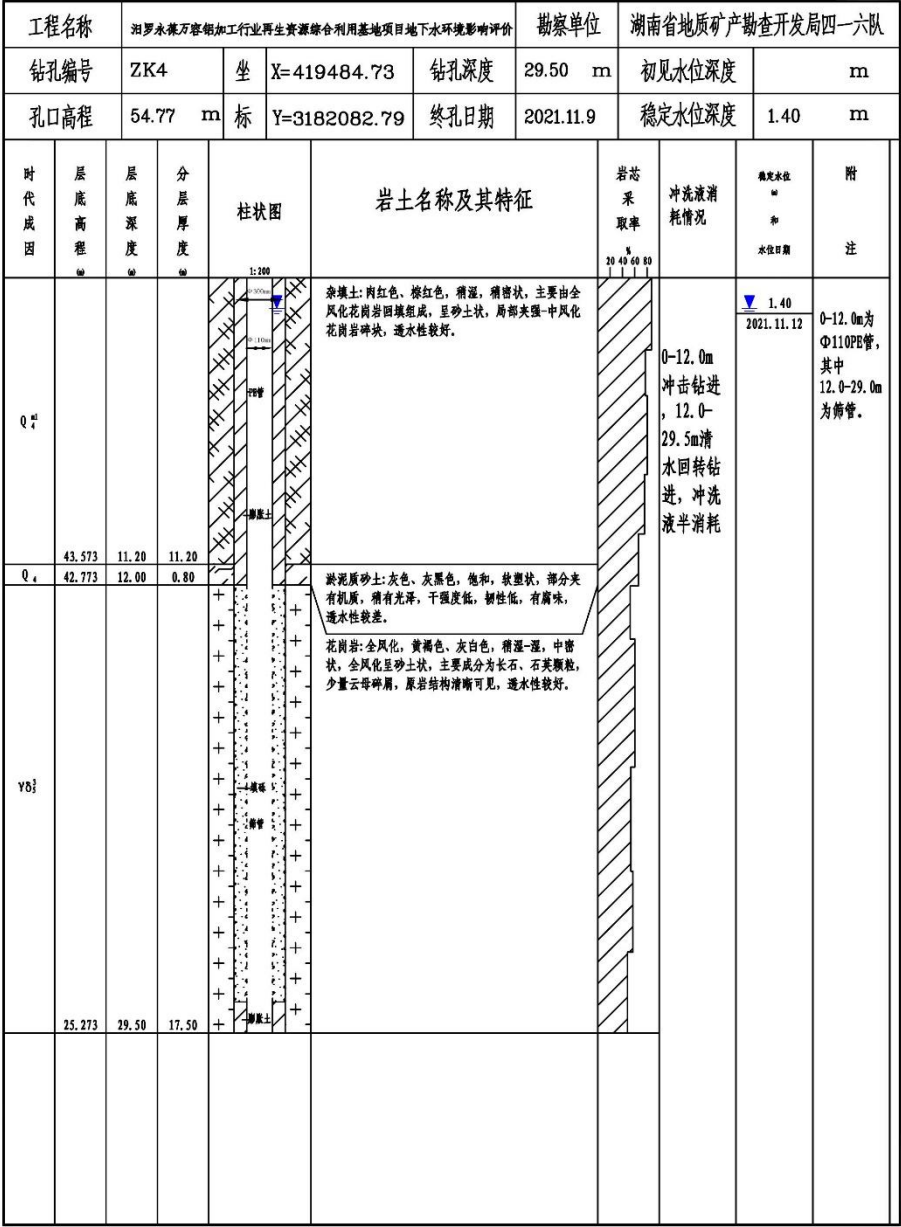 工程名称 汨罗永葆万容铝加工行业再生资源综合利用基地项目地下水环境影响评价 勘察单位 湖南省地质矿产勘查开发局四一六队
钻孔编号 ZK4 坐 X=419484.73 钻孔深度 29.50 m 初见水位深度 m
孔口高程 54.77 m 标 Y=3182082.79 终孔日期 2021.11.9 稳定水位深度 1.40 m
时代成因
层底高程 (m)
层底深度 (m)
分层厚度 (m)
柱状图
1:200
岩土名称及其特征
岩芯采取率
%
20 40 60 80
冲洗液消
耗情况
稳定水位
(m)
和
水位日期
附注
Q₄ᵐˡ
43.573 11.20 11.20
PE管
膨胀土
杂填土:肉红色、棕红色,稍湿,稍密状,主要由全
风化花岗岩回填组成,呈砂土状,局部夹强-中风化
花岗岩碎块,透水性较好。
0-12.0m
冲击钻进
,12.0-
29.5m清
水回转钻
进,冲洗
液半消耗
1.40
2021.11.12
0-12.0m为
Φ110PE管,
其中
12.0-29.0m
为筛管。
Q₄
42.773 12.00 0.80
淤泥质砂土:灰色、灰黑色,饱和,软塑状,部分夹
有机质,稍有光泽,干强度低,韧性低,有腐味,
透水性较差。
花岗岩:全风化,黄褐色、灰白色,稍湿-湿,中密
状,全风化呈砂土状,主要成分为长石、石英颗粒,
少量云母碎屑,原岩结构清晰可见,透水性较好。
γδ₅³
填砾
筛管
膨胀土
25.273 29.50 17.50